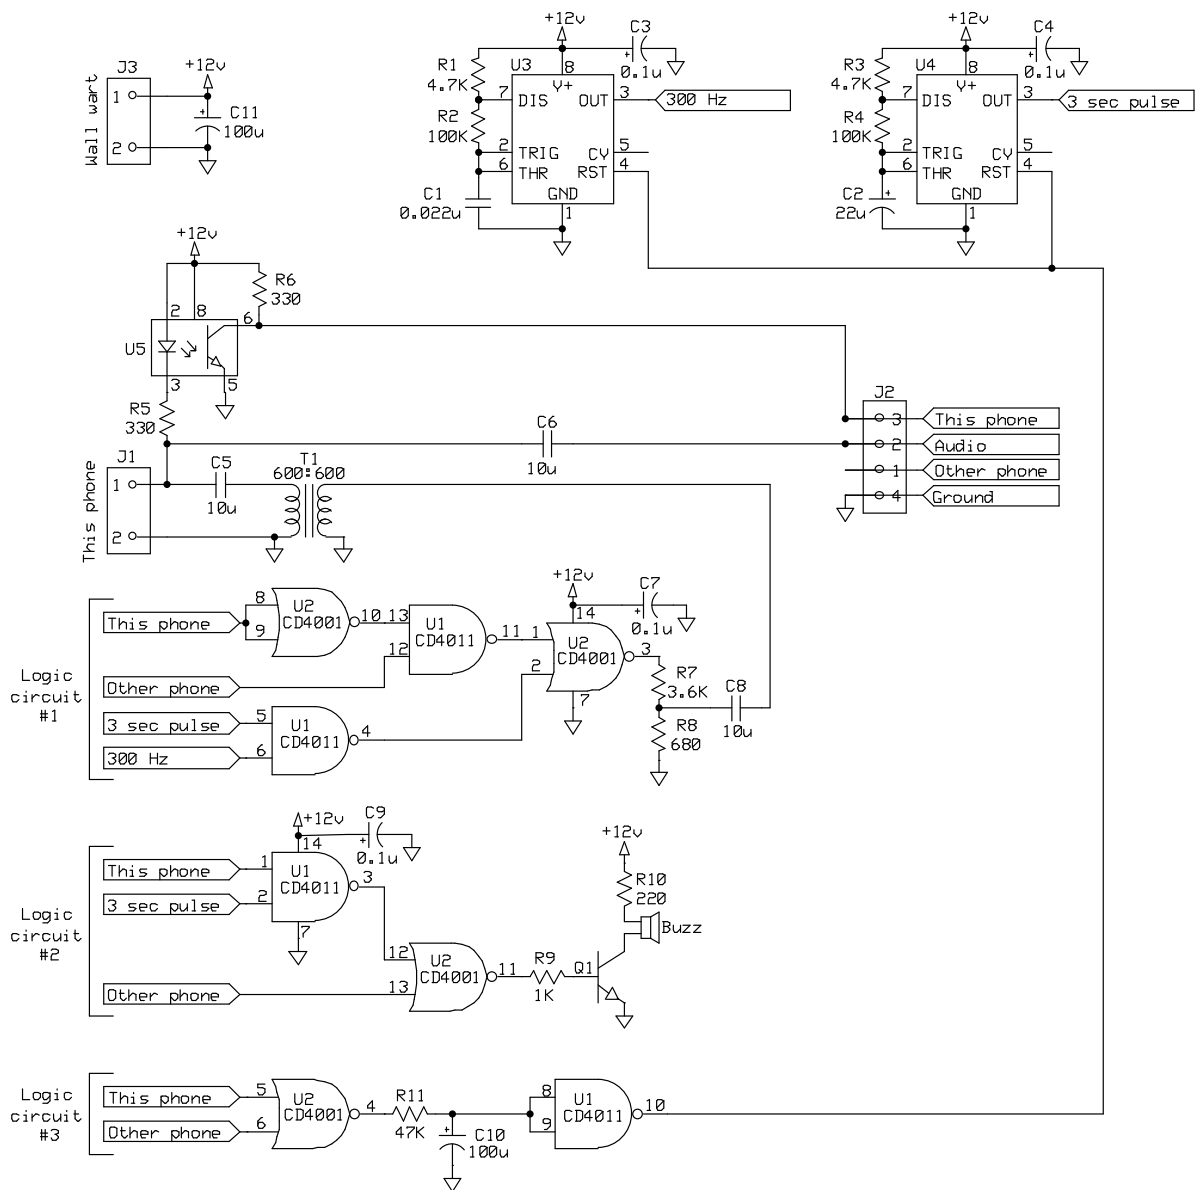 J3
+12v
1
2
Wall wart
C11
100u
+12v
C3
0.1u
R1
4.7K
R2
100K
U3
8
V+
7
DIS
OUT
3
300 Hz
2
TRIG
CV
5
6
THR
RST
4
GND
1
C1
0.022u
+12v
C4
0.1u
R3
4.7K
R4
100K
U4
8
V+
7
DIS
OUT
3
3 sec pulse
2
TRIG
CV
5
6
THR
RST
4
GND
1
C2
22u
+12v
R6
330
2
8
6
U5
3
5
R5
330
C6
10u
J2
3
This phone
2
Audio
1
Other phone
4
Ground
J1
1
2
This phone
C5
10u
T1
600:600
Logic
circuit
#1
This phone
8
9
U2
CD4001
10
13
12
U1
CD4011
11
1
2
+12v
14
C7
0.1u
U2
CD4001
3
7
Other phone
3 sec pulse
5
300 Hz
6
U1
CD4011
4
R7
3.6K
R8
680
C8
10u
Logic
circuit
#2
+12v
14
C9
0.1u
This phone
1
3 sec pulse
2
U1
CD4011
3
7
Other phone
12
13
U2
CD4001
11
R9
1K
Q1
+12v
R10
220
Buzz
Logic
circuit
#3
This phone
5
Other phone
6
U2
CD4001
4
R11
47K
C10
100u
8
9
U1
CD4011
10